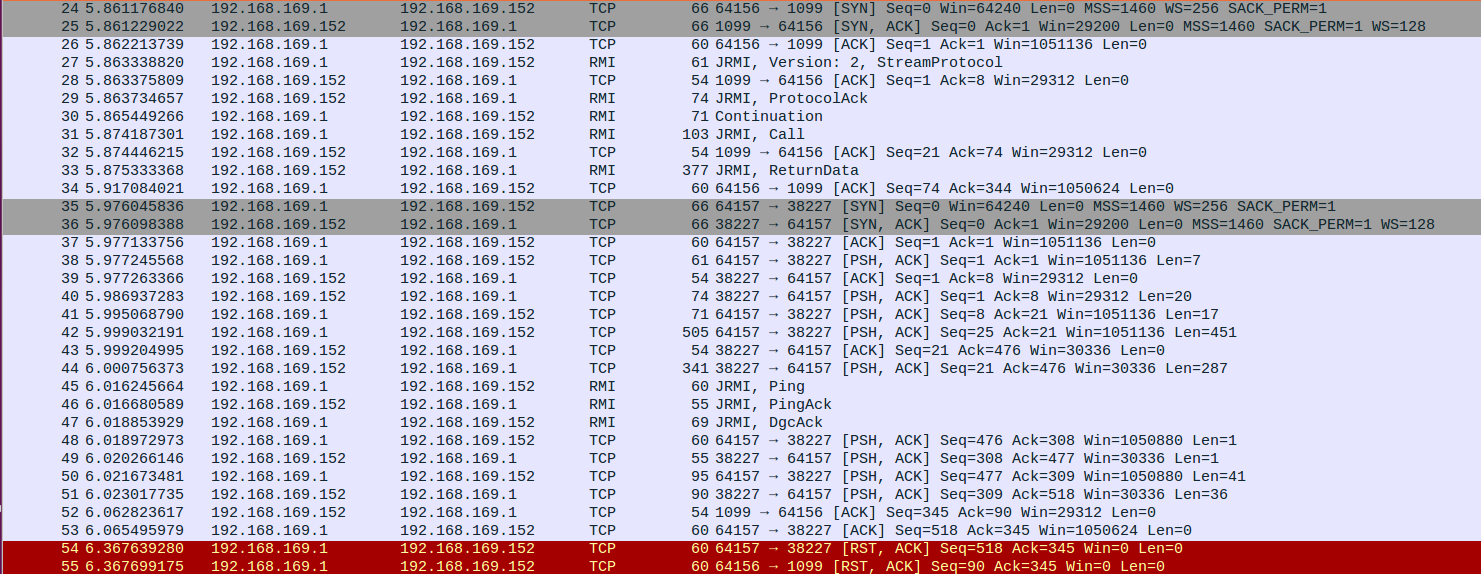 24 5.861176840 192.168.169.1 192.168.169.152 TCP 66 64156 → 1099 [SYN] Seq=0 Win=64240 Len=0 MSS=1460 WS=256 SACK_PERM=1
25 5.861229022 192.168.169.152 192.168.169.1 TCP 66 1099 → 64156 [SYN, ACK] Seq=0 Ack=1 Win=29200 Len=0 MSS=1460 SACK_PERM=1 WS=128
26 5.862213739 192.168.169.1 192.168.169.152 TCP 60 64156 → 1099 [ACK] Seq=1 Ack=1 Win=1051136 Len=0
27 5.863338820 192.168.169.1 192.168.169.152 RMI 61 JRMI, Version: 2, StreamProtocol
28 5.863375809 192.168.169.152 192.168.169.1 TCP 54 1099 → 64156 [ACK] Seq=1 Ack=8 Win=29312 Len=0
29 5.863734657 192.168.169.152 192.168.169.1 RMI 74 JRMI, ProtocolAck
30 5.865449266 192.168.169.1 192.168.169.152 RMI 71 Continuation
31 5.874187301 192.168.169.1 192.168.169.152 RMI 103 JRMI, Call
32 5.874446215 192.168.169.152 192.168.169.1 TCP 54 1099 → 64156 [ACK] Seq=21 Ack=74 Win=29312 Len=0
33 5.875333368 192.168.169.152 192.168.169.1 RMI 377 JRMI, ReturnData
34 5.917084021 192.168.169.1 192.168.169.152 TCP 60 64156 → 1099 [ACK] Seq=74 Ack=344 Win=1050624 Len=0
35 5.976045836 192.168.169.1 192.168.169.152 TCP 66 64157 → 38227 [SYN] Seq=0 Win=64240 Len=0 MSS=1460 WS=256 SACK_PERM=1
36 5.976098388 192.168.169.152 192.168.169.1 TCP 66 38227 → 64157 [SYN, ACK] Seq=0 Ack=1 Win=29200 Len=0 MSS=1460 SACK_PERM=1 WS=128
37 5.977133756 192.168.169.1 192.168.169.152 TCP 60 64157 → 38227 [ACK] Seq=1 Ack=1 Win=1051136 Len=0
38 5.977245568 192.168.169.1 192.168.169.152 TCP 61 64157 → 38227 [PSH, ACK] Seq=1 Ack=1 Win=1051136 Len=7
39 5.977263366 192.168.169.152 192.168.169.1 TCP 54 38227 → 64157 [ACK] Seq=1 Ack=8 Win=29312 Len=0
40 5.986937283 192.168.169.152 192.168.169.1 TCP 74 38227 → 64157 [PSH, ACK] Seq=1 Ack=8 Win=29312 Len=20
41 5.995068790 192.168.169.1 192.168.169.152 TCP 71 64157 → 38227 [PSH, ACK] Seq=8 Ack=21 Win=1051136 Len=17
42 5.999032191 192.168.169.1 192.168.169.152 TCP 505 64157 → 38227 [PSH, ACK] Seq=25 Ack=21 Win=1051136 Len=451
43 5.999204995 192.168.169.152 192.168.169.1 TCP 54 38227 → 64157 [ACK] Seq=21 Ack=476 Win=30336 Len=0
44 6.000756373 192.168.169.152 192.168.169.1 TCP 341 38227 → 64157 [PSH, ACK] Seq=21 Ack=476 Win=30336 Len=287
45 6.016245664 192.168.169.1 192.168.169.152 RMI 60 JRMI, Ping
46 6.016680589 192.168.169.152 192.168.169.1 RMI 55 JRMI, PingAck
47 6.018853929 192.168.169.1 192.168.169.152 RMI 69 JRMI, DgcAck
48 6.018972973 192.168.169.1 192.168.169.152 TCP 60 64157 → 38227 [PSH, ACK] Seq=476 Ack=308 Win=1050880 Len=1
49 6.020266146 192.168.169.152 192.168.169.1 TCP 55 38227 → 64157 [PSH, ACK] Seq=308 Ack=477 Win=30336 Len=1
50 6.021673481 192.168.169.1 192.168.169.152 TCP 95 64157 → 38227 [PSH, ACK] Seq=477 Ack=309 Win=1050880 Len=41
51 6.023017735 192.168.169.152 192.168.169.1 TCP 90 38227 → 64157 [PSH, ACK] Seq=309 Ack=518 Win=30336 Len=36
52 6.062823617 192.168.169.152 192.168.169.1 TCP 54 1099 → 64156 [ACK] Seq=345 Ack=90 Win=29312 Len=0
53 6.065495979 192.168.169.1 192.168.169.152 TCP 60 64157 → 38227 [ACK] Seq=518 Ack=345 Win=1050624 Len=0
54 6.367639280 192.168.169.1 192.168.169.152 TCP 60 64157 → 38227 [RST, ACK] Seq=518 Ack=345 Win=0 Len=0
55 6.367699175 192.168.169.1 192.168.169.152 TCP 60 64156 → 1099 [RST, ACK] Seq=90 Ack=345 Win=0 Len=0